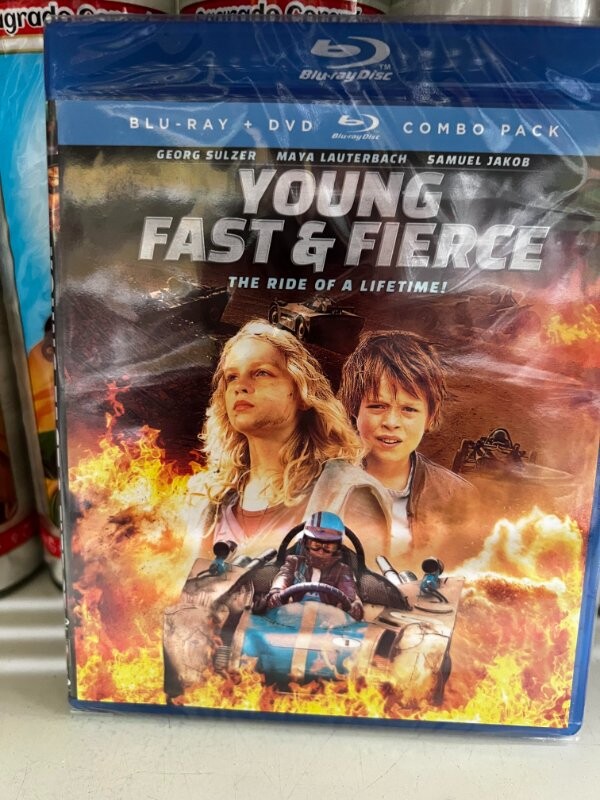 Blu-ray Disc™
BLU-RAY + DVD Blu-ray Disc COMBO PACK
GEORG SULZER MAYA LAUTERBACH SAMUEL JAKOB
YOUNG
FAST & FIERCE
THE RIDE OF A LIFETIME!